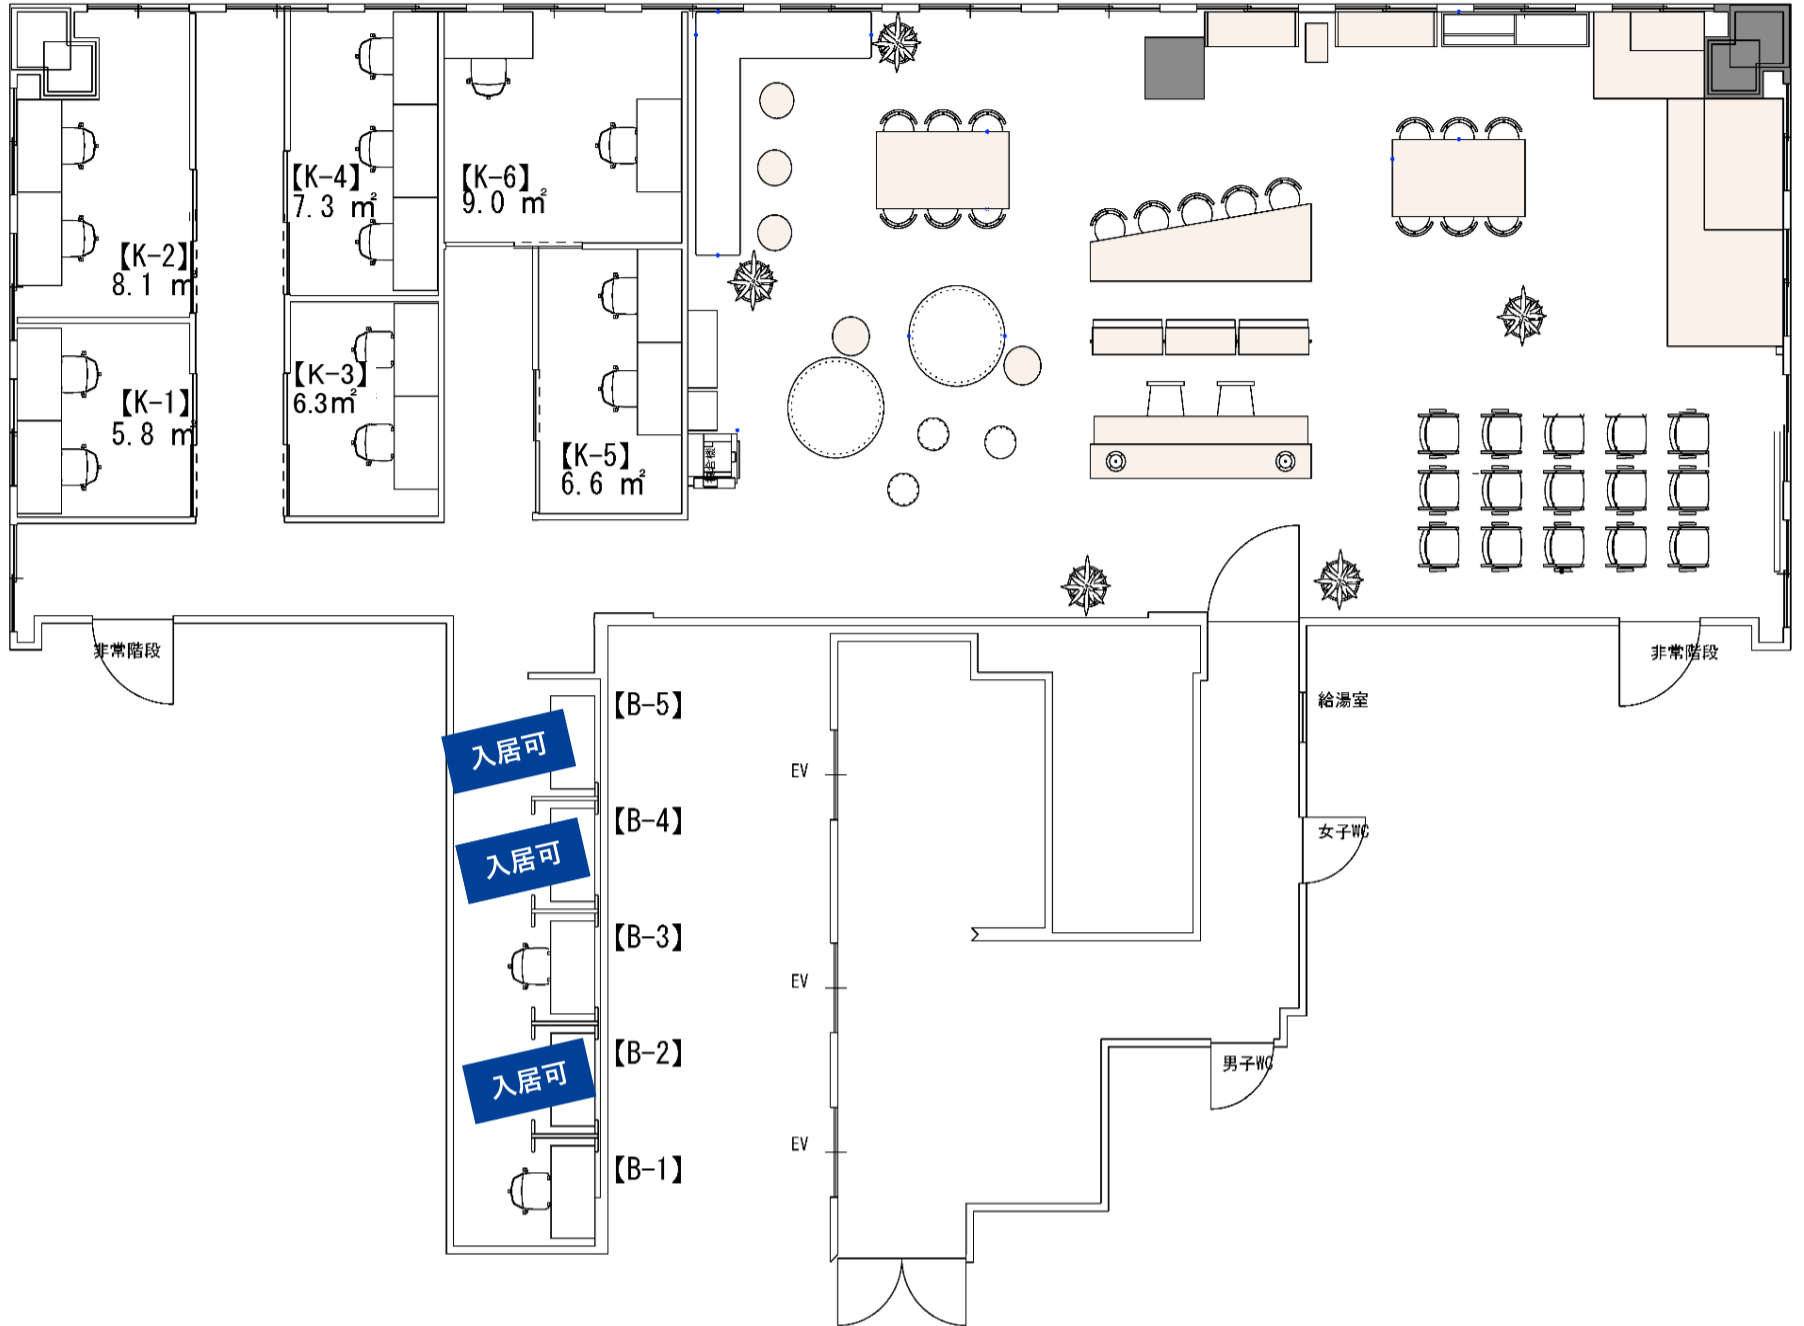 【K-4】
7.3 ㎡
【K-6】
9.0 ㎡
【K-2】
8.1 ㎡
【K-3】
6.3㎡
【K-1】
5.8 ㎡
【K-5】
6.6 ㎡
複合機
非常階段
非常階段
給湯室
【B-5】
入居可
EV
【B-4】
女子WC
入居可
【B-3】
EV
【B-2】
男子WC
入居可
EV
【B-1】